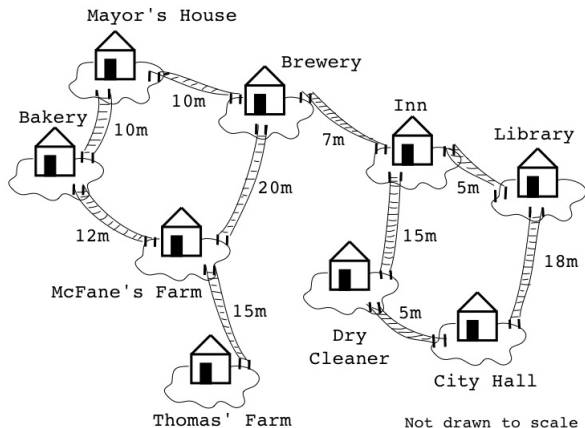 Mayor's House
Brewery
10m
Bakery
Inn
10m
7m
Library
5m
20m
12m
15m
18m
McFane's Farm
15m
5m
Dry
Cleaner
City Hall
Thomas' Farm
Not drawn to scale